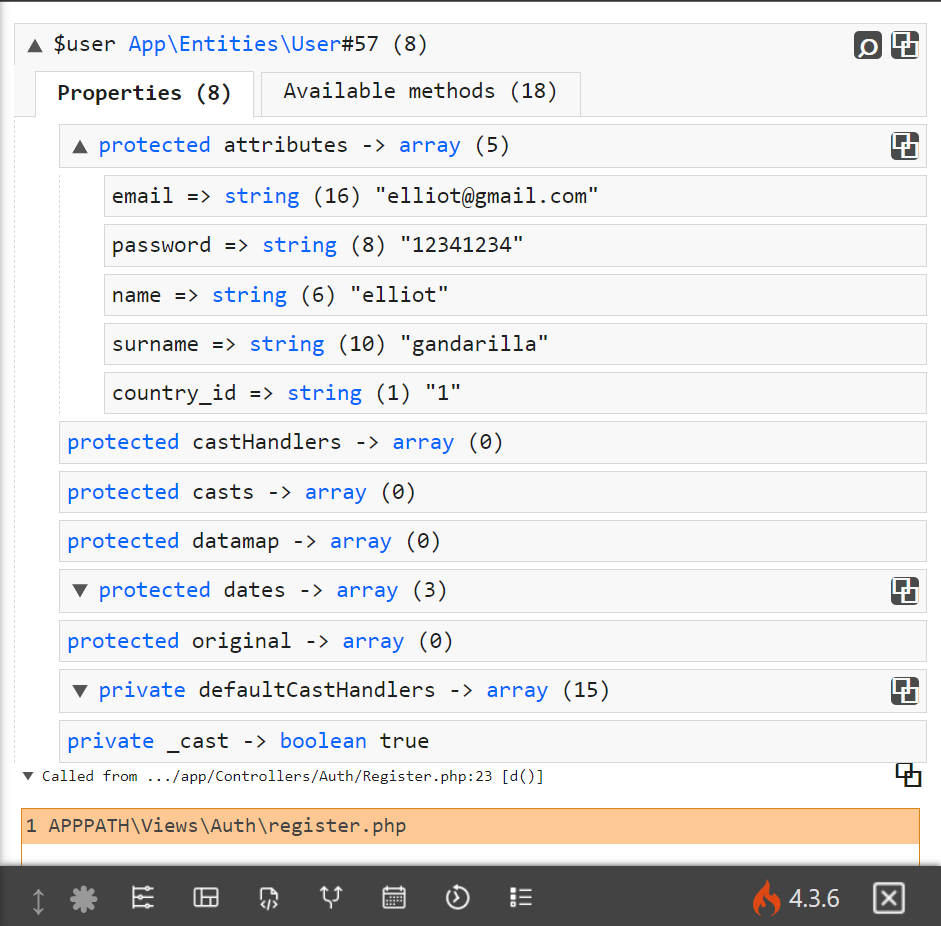 $user App\Entities\User#57 (8)
Properties (8) Available methods (18)
protected attributes -> array (5)
email => string (16) "elliot@gmail.com"
password => string (8) "12341234"
name => string (6) "elliot"
surname => string (10) "gandarilla"
country_id => string (1) "1"
protected castHandlers -> array (0)
protected casts -> array (0)
protected datamap -> array (0)
protected dates -> array (3)
protected original -> array (0)
private defaultCastHandlers -> array (15)
private _cast -> boolean true
Called from .../app/Controllers/Auth/Register.php:23 [d()]
1 APPPATH\Views\Auth\register.php
4.3.6